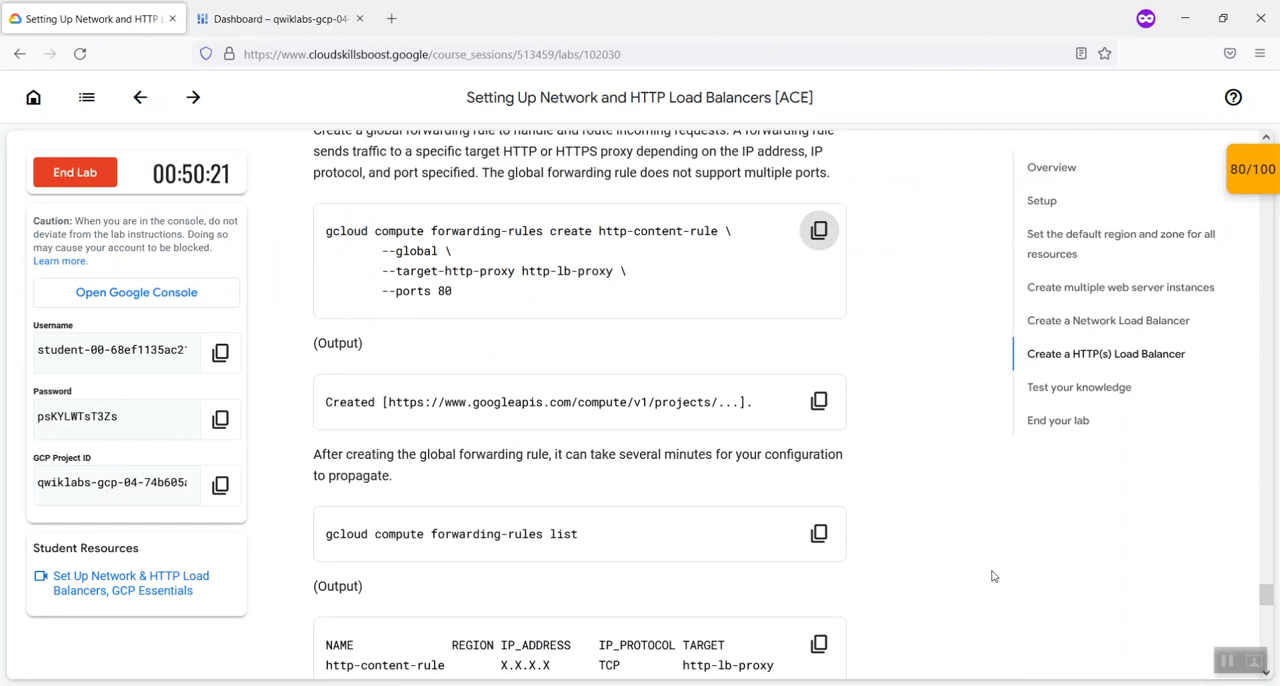 Setting Up Network and HTTP L
Dashboard – qwiklabs-gcp-04-
https://www.cloudskillsboost.google/course_sessions/513459/labs/102030
Setting Up Network and HTTP Load Balancers [ACE]
End Lab
00:50:21
Caution: When you are in the console, do not
deviate from the lab instructions. Doing so
may cause your account to be blocked.
Learn more.
Open Google Console
Username
student-00-68ef1135ac2
Password
psKYLWTsT3Zs
GCP Project ID
qwiklabs-gcp-04-74b605a
Student Resources
Set Up Network & HTTP Load
Balancers, GCP Essentials
Create a global forwarding rule to handle and route incoming requests. A forwarding rule
sends traffic to a specific target HTTP or HTTPS proxy depending on the IP address, IP
protocol, and port specified. The global forwarding rule does not support multiple ports.
gcloud compute forwarding-rules create http-content-rule \
--global \
--target-http-proxy http-lb-proxy \
--ports 80
(Output)
Created [https://www.googleapis.com/compute/v1/projects/...].
After creating the global forwarding rule, it can take several minutes for your configuration
to propagate.
gcloud compute forwarding-rules list
(Output)
NAME REGION IP_ADDRESS IP_PROTOCOL TARGET
http-content-rule X.X.X.X TCP http-lb-proxy
Overview
Setup
Set the default region and zone for all
resources
Create multiple web server instances
Create a Network Load Balancer
Create a HTTP(s) Load Balancer
Test your knowledge
End your lab
80/100